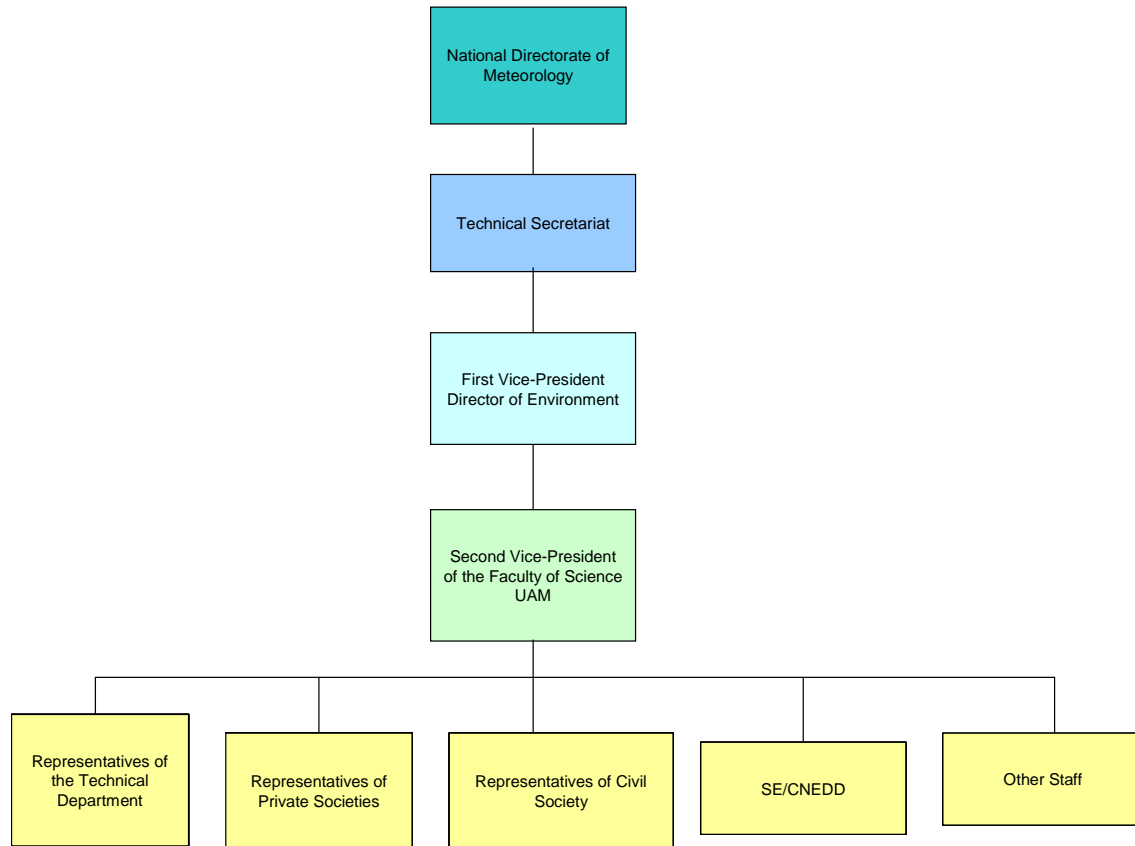 National Directorate of
Meteorology
Technical Secretariat
First Vice-President
Director of Environment
Second Vice-President
of the Faculty of Science
UAM
Representatives of
the Technical
Department
Representatives of
Private Societies
Representatives of Civil
Society
SE/CNEDD
Other Staff